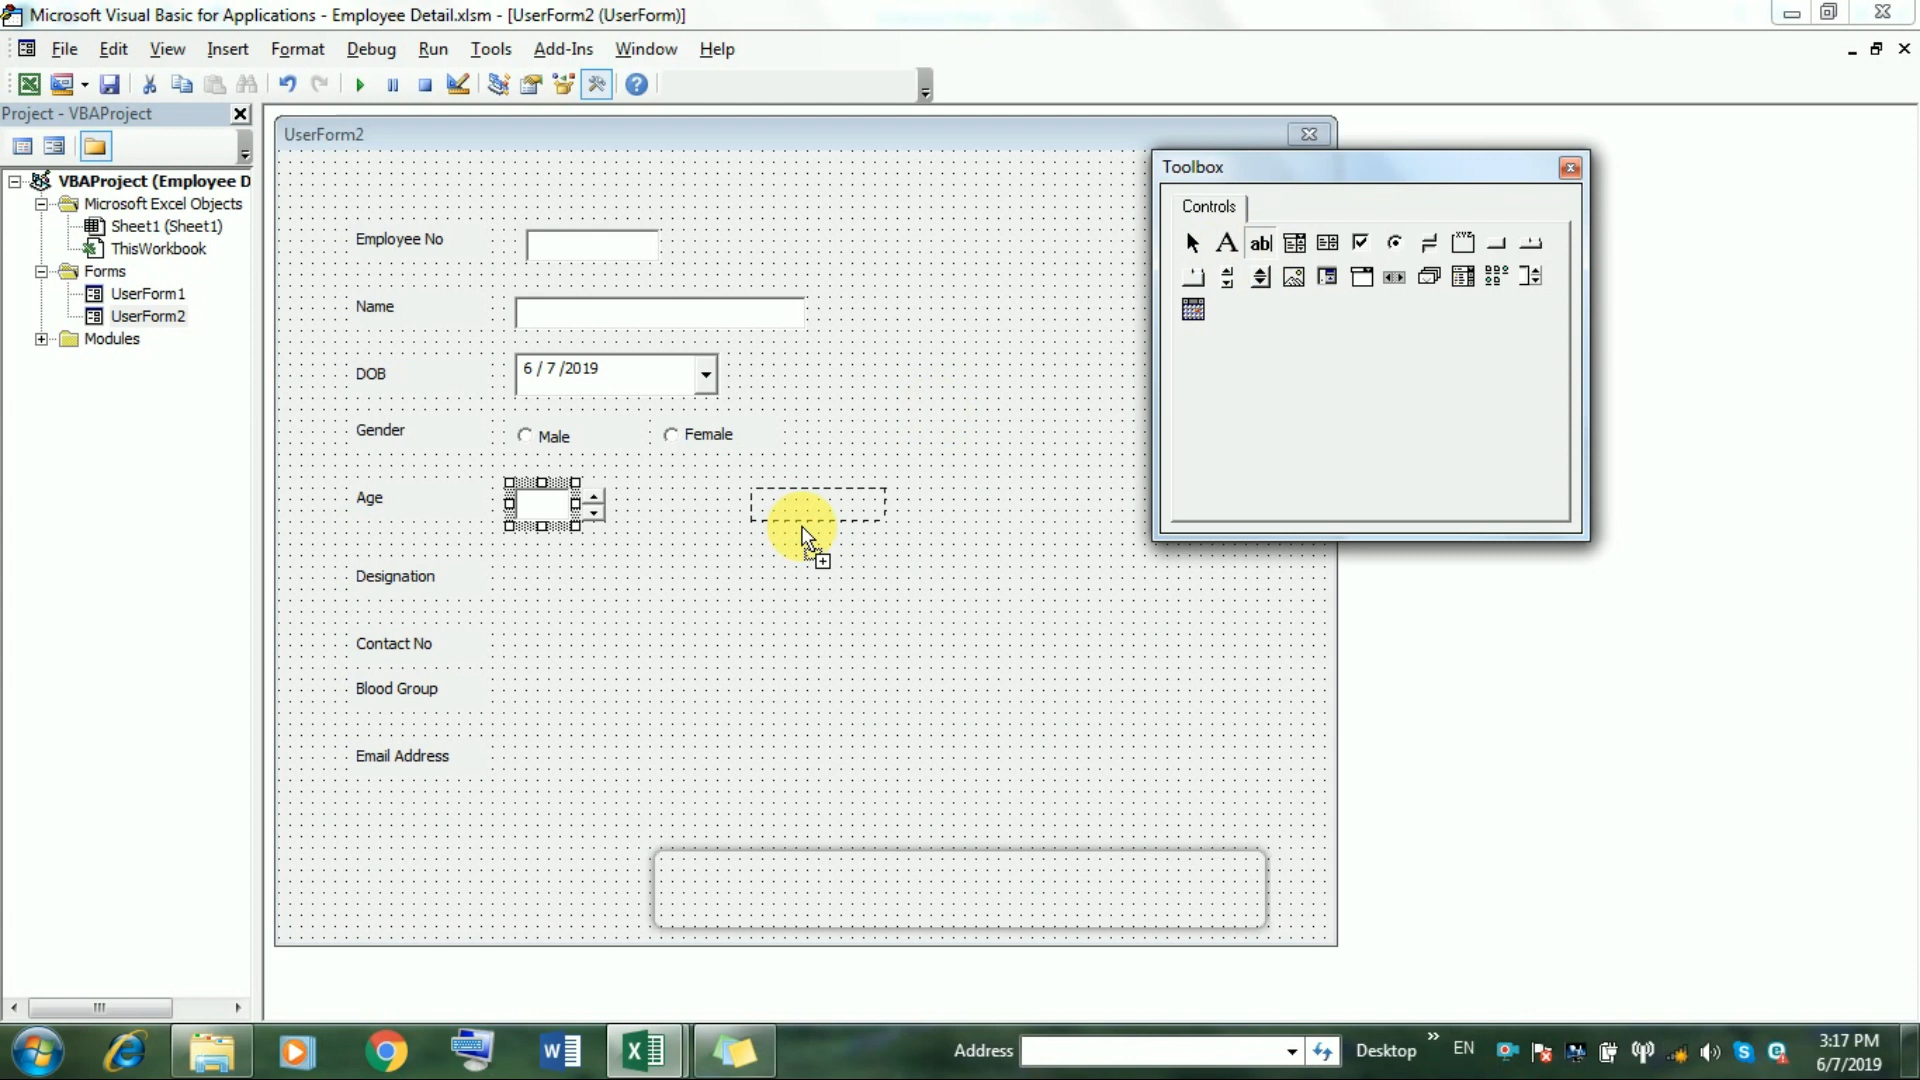 Microsoft Visual Basic for Applications - Employee Detail.xlsm - [UserForm2 (UserForm)]
File Edit View Insert Format Debug Run Tools Add-Ins Window Help
Project - VBAProject
VBAProject (Employee D
Microsoft Excel Objects
Sheet1 (Sheet1)
ThisWorkbook
Forms
UserForm1
UserForm2
Modules
UserForm2
Employee No
Name
DOB
6 / 7 /2019
Gender
Male
Female
Age
Designation
Contact No
Blood Group
Email Address
Toolbox
Controls
A
ab|
XYZ
Address
Desktop
»
EN
3:17 PM
6/7/2019